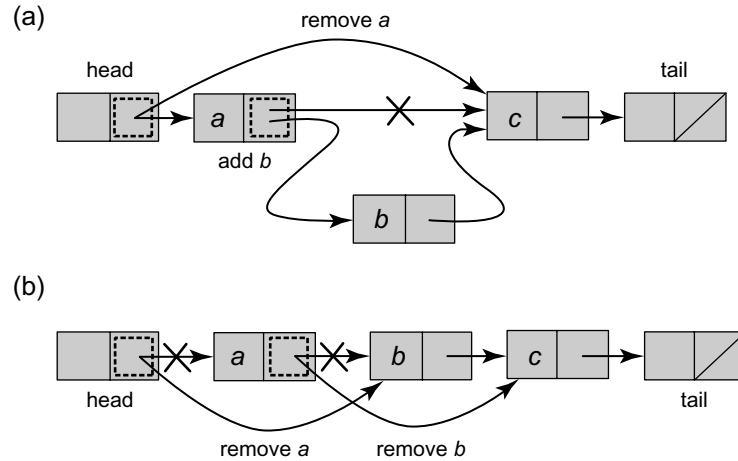 (a)
remove a
head
tail
a
c
add b
b
(b)
a
b
c
head
tail
remove a
remove b